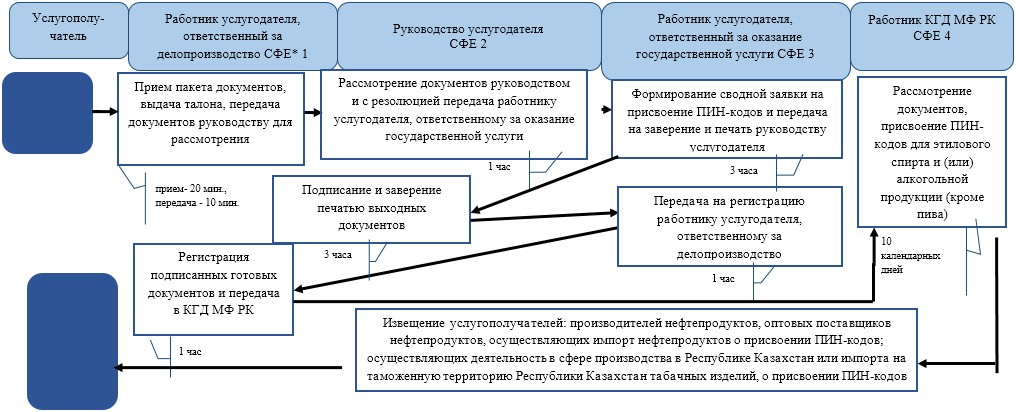 Услугополу-
чатель
Работник услугодателя,
ответственный за
делопроизводство СФЕ* 1
Руководство услугодателя
СФЕ 2
Работник услугодателя,
ответственный за оказание
государственной услуги СФЕ 3
Работник КГД МФ РК
СФЕ 4
Прием пакета документов,
выдача талона, передача
документов руководству для
рассмотрения
Рассмотрение документов руководством
и с резолюцией передача работнику
услугодателя, ответственному за оказание
государственной услуги
Формирование сводной заявки на
присвоение ПИН-кодов и передача
на заверение и печать руководству
услугодателя
Рассмотрение
документов,
присвоение ПИН-
кодов для этилового
спирта и (или)
алкогольной
продукции (кроме
пива)
прием- 20 мин.,
передача - 10 мин.
1 час
3 часа
Подписание и заверение
печатью выходных
документов
Передача на регистрацию
работнику услугодателя,
ответственному за
делопроизводство
3 часа
1 час
10
календарных
дней
Регистрация
подписанных готовых
документов и передача
в КГД МФ РК
1 час
Извещение услугополучателей: производителей нефтепродуктов, оптовых поставщиков
нефтепродуктов, осуществляющих импорт нефтепродуктов о присвоении ПИН-кодов;
осуществляющих деятельность в сфере производства в Республике Казахстан или импорта на
таможенную территорию Республики Казахстан табачных изделий, о присвоении ПИН-кодов